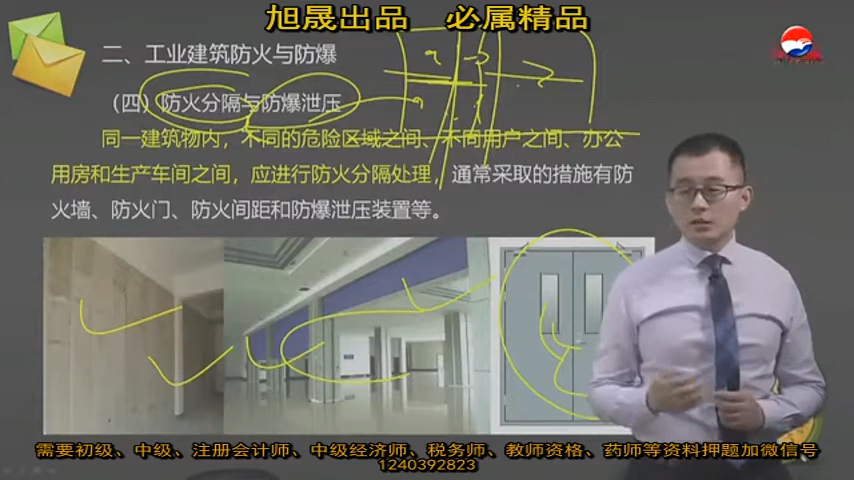 旭晟出品 必属精品
二、工业建筑防火与防爆
（四）防火分隔与防爆泄压
同一建筑物内，不同的危险区域之间、不同用户之间、办公
用房和生产车间之间，应进行防火分隔处理，通常采取的措施有防
火墙、防火门、防火间距和防爆泄压装置等。
需要初级、中级、注册会计师、中级经济师、税务师、教师资格、药师等资料押题加微信号
1240392823